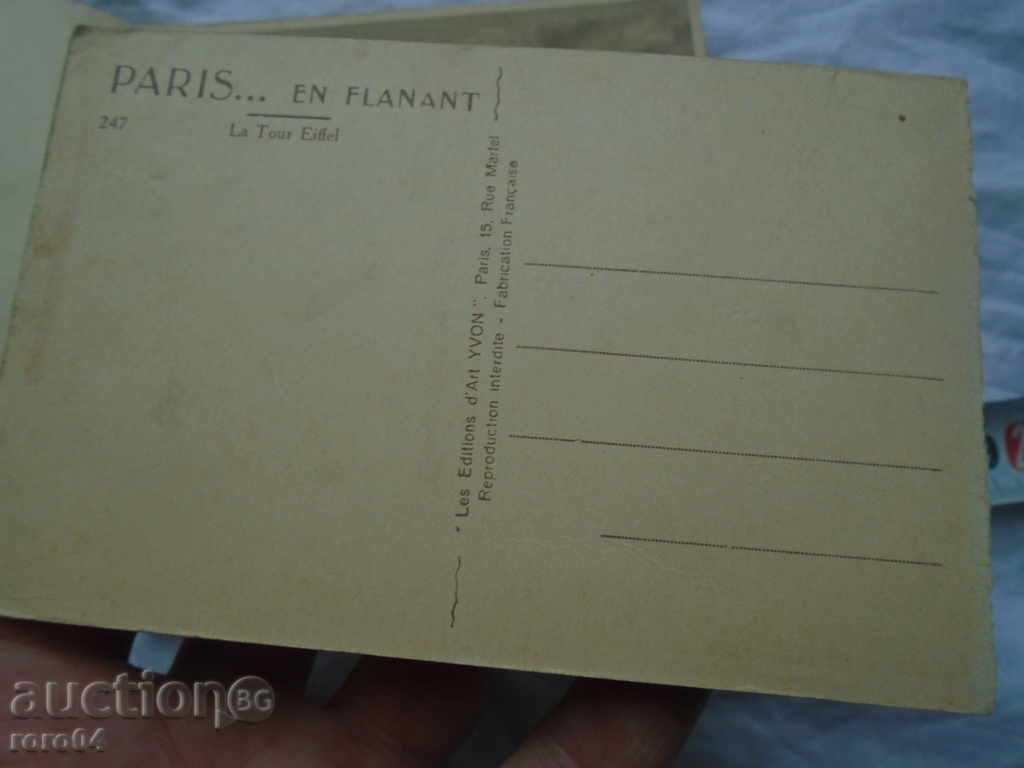 PARIS... EN FLANANT
247
La Tour Eiffel
"Les Editions d'Art YVON", Paris, 15, Rue Martel
Reproduction interdite - Fabrication Française
auction BG
roro04